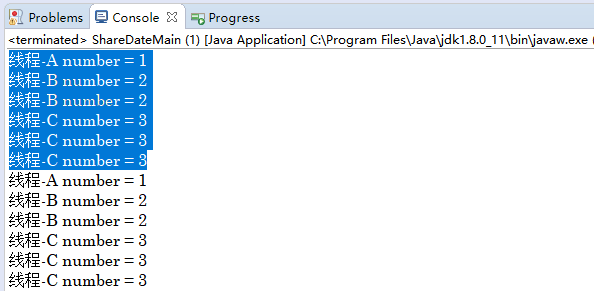 Problems Console Progress
<terminated> ShareDateMain (1) [Java Application] C:\Program Files\Java\jdk1.8.0_11\bin\javaw.exe (
线程-A number = 1
线程-B number = 2
线程-B number = 2
线程-C number = 3
线程-C number = 3
线程-C number = 3
线程-A number = 1
线程-B number = 2
线程-B number = 2
线程-C number = 3
线程-C number = 3
线程-C number = 3